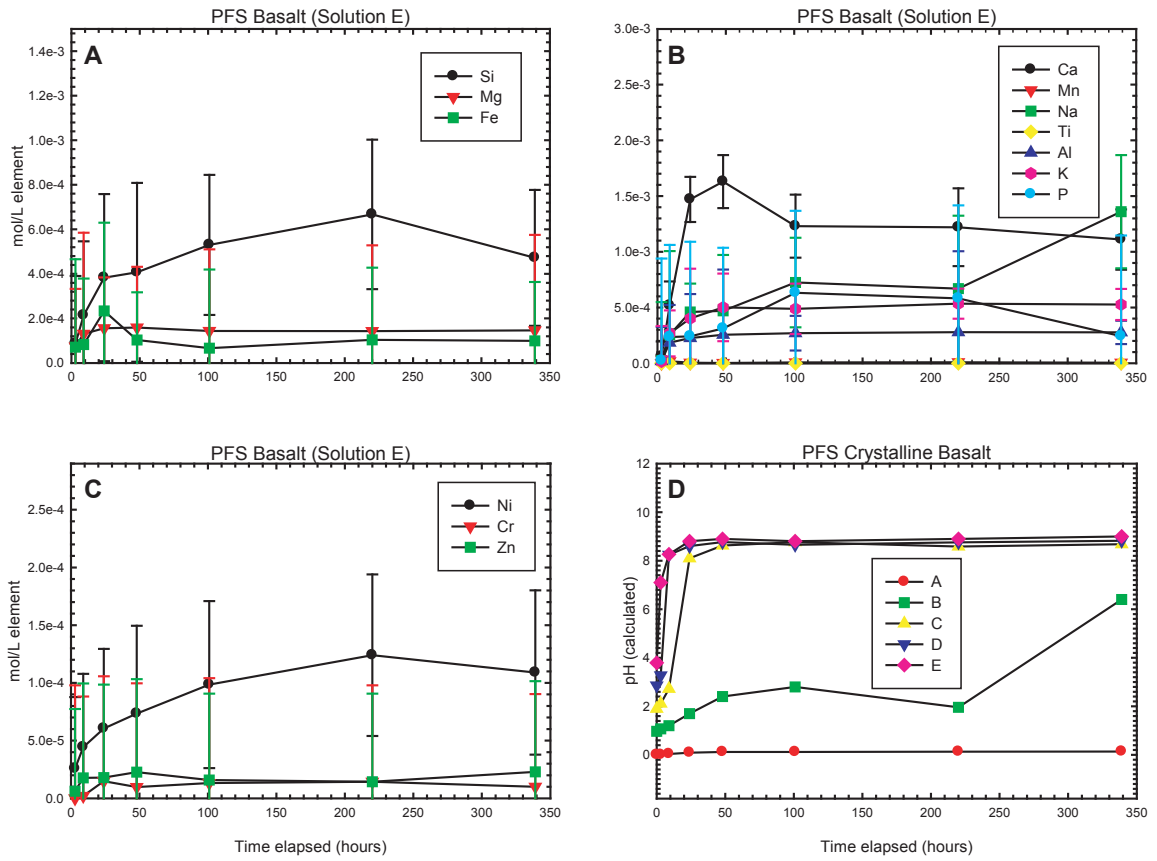 PFS Basalt (Solution E)
A
Si
Mg
Fe
mol/L element
1.4e-3
1.2e-3
1.0e-3
8.0e-4
6.0e-4
4.0e-4
2.0e-4
0.0
0 50 100 150 200 250 300 350
PFS Basalt (Solution E)
B
Ca
Mn
Na
Ti
Al
K
P
3.0e-3
2.5e-3
2.0e-3
1.5e-3
1.0e-3
5.0e-4
0.0
0 50 100 150 200 250 300 350
PFS Basalt (Solution E)
C
Ni
Cr
Zn
mol/L element
2.5e-4
2.0e-4
1.5e-4
1.0e-4
5.0e-5
0.0
0 50 100 150 200 250 300 350
Time elapsed (hours)
PFS Crystalline Basalt
D
A
B
C
D
E
pH (calculated)
12
10
8
6
4
2
0
0 50 100 150 200 250 300 350
Time elapsed (hours)